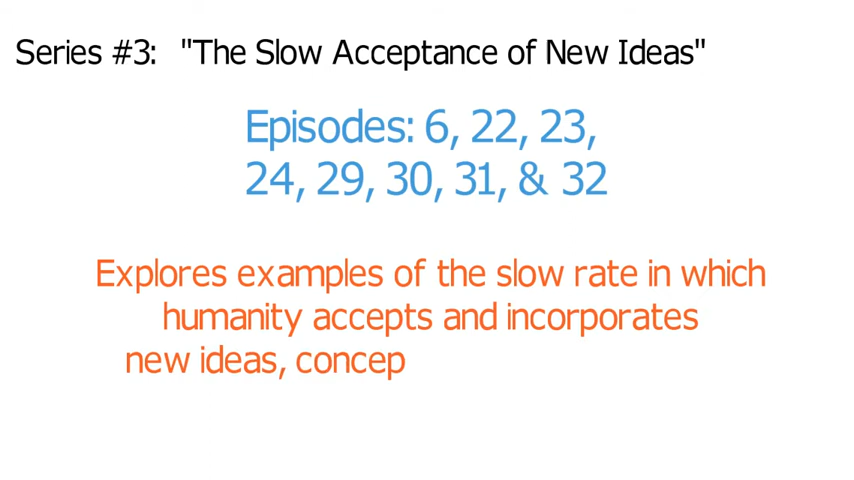 Series #3: "The Slow Acceptance of New Ideas"
Episodes: 6, 22, 23,
24, 29, 30, 31, & 32
Explores examples of the slow rate in which
humanity accepts and incorporates
new ideas, concep